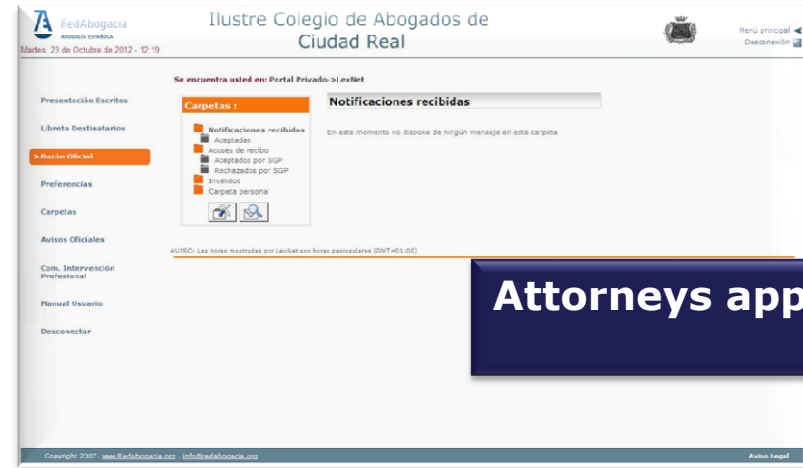 RedAbogacía
ABOGACÍA ESPAÑOLA
Martes, 23 de Octubre de 2012 - 12:19
Ilustre Colegio de Abogados de
Ciudad Real
Menú principal
Desconexión
Se encuentra usted en: Portal Privado->LexNet
Presentación Escritos
Libreta Destinatarios
> Buzón Oficial
Preferencias
Carpetas
Avisos Oficiales
Com. Intervención
Profesional
Manual Usuario
Desconectar
Carpetas :
Notificaciones recibidas
Aceptadas
Acuses de recibo
Aceptados por SGP
Rechazados por SGP
Inválidos
Carpeta personal
Notificaciones recibidas
En este momento no dispone de ningún mensaje en esta carpeta
AVISO: Las horas mostradas por LexNet son horas peninsulares (GMT+01:00)
Attorneys app
Copyright 2007. www.Redabogacia.org - info@redabogacia.org
Aviso Legal